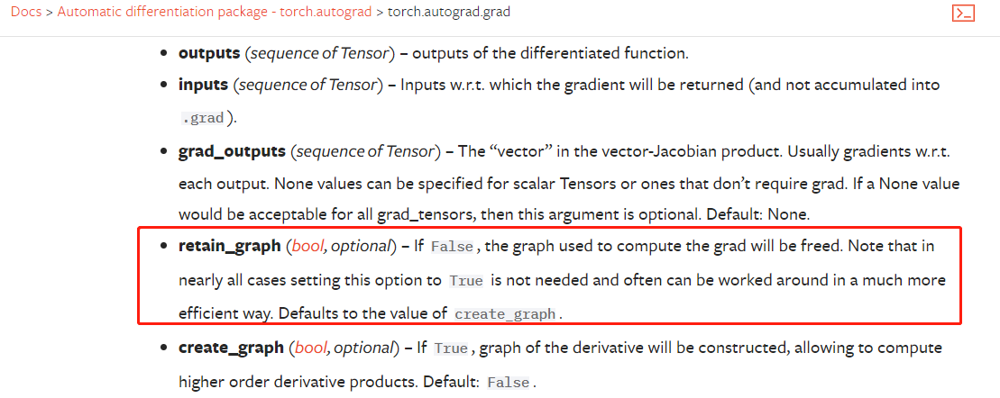 Docs > Automatic differentiation package - torch.autograd > torch.autograd.grad
• outputs (sequence of Tensor) – outputs of the differentiated function.
• inputs (sequence of Tensor) – Inputs w.r.t. which the gradient will be returned (and not accumulated into
.grad ).
• grad_outputs (sequence of Tensor) – The “vector” in the vector-Jacobian product. Usually gradients w.r.t.
each output. None values can be specified for scalar Tensors or ones that don’t require grad. If a None value
would be acceptable for all grad_tensors, then this argument is optional. Default: None.
• retain_graph (bool, optional) – If False , the graph used to compute the grad will be freed. Note that in
nearly all cases setting this option to True is not needed and often can be worked around in a much more
efficient way. Defaults to the value of create_graph .
• create_graph (bool, optional) – If True , graph of the derivative will be constructed, allowing to compute
higher order derivative products. Default: False .